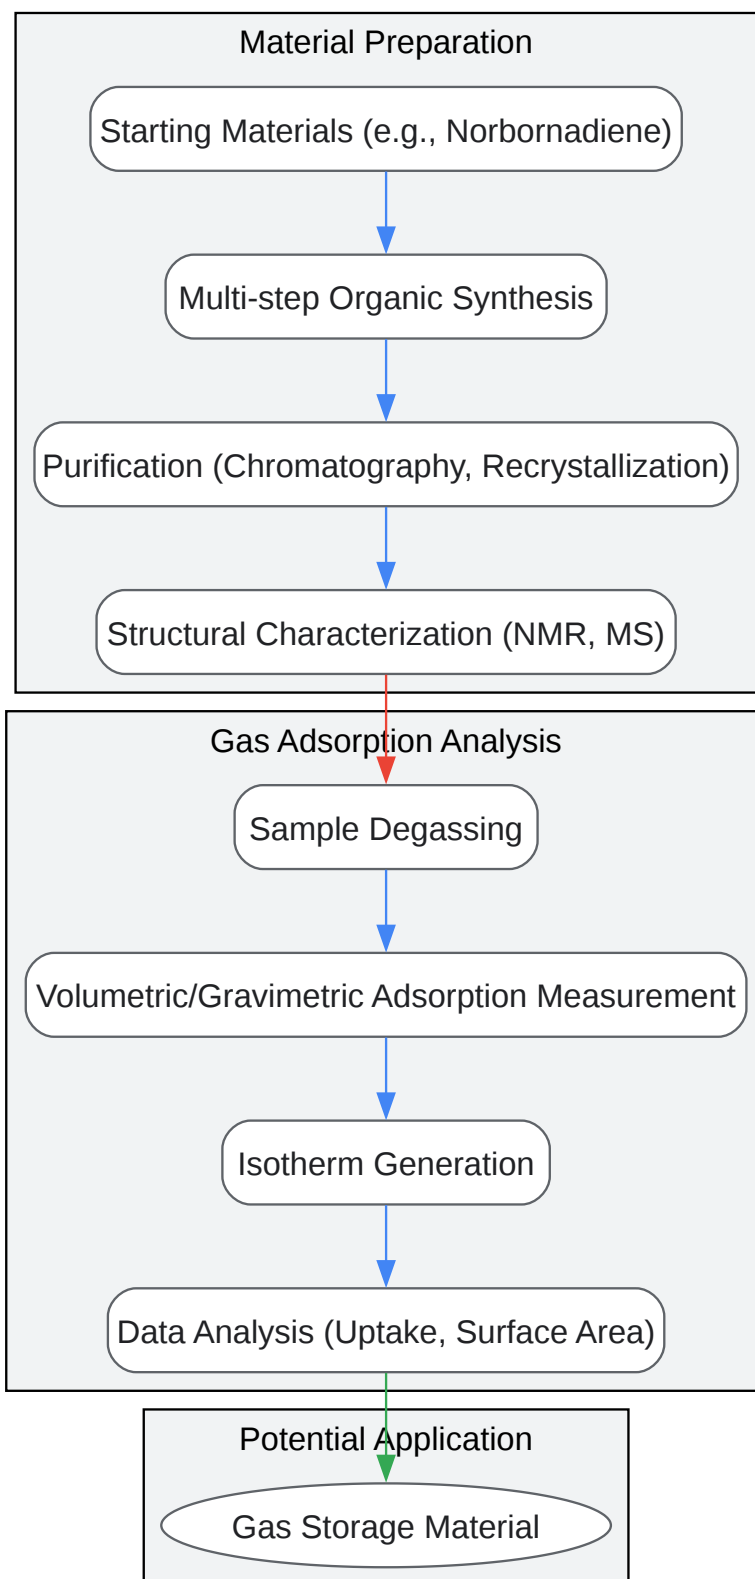 Material Preparation
Starting Materials (e.g., Norbornadiene)
Multi-step Organic Synthesis
Purification (Chromatography, Recrystallization)
Structural Characterization (NMR, MS)
Gas Adsorption Analysis
Sample Degassing
Volumetric/Gravimetric Adsorption Measurement
Isotherm Generation
Data Analysis (Uptake, Surface Area)
Potential Application
Gas Storage Material